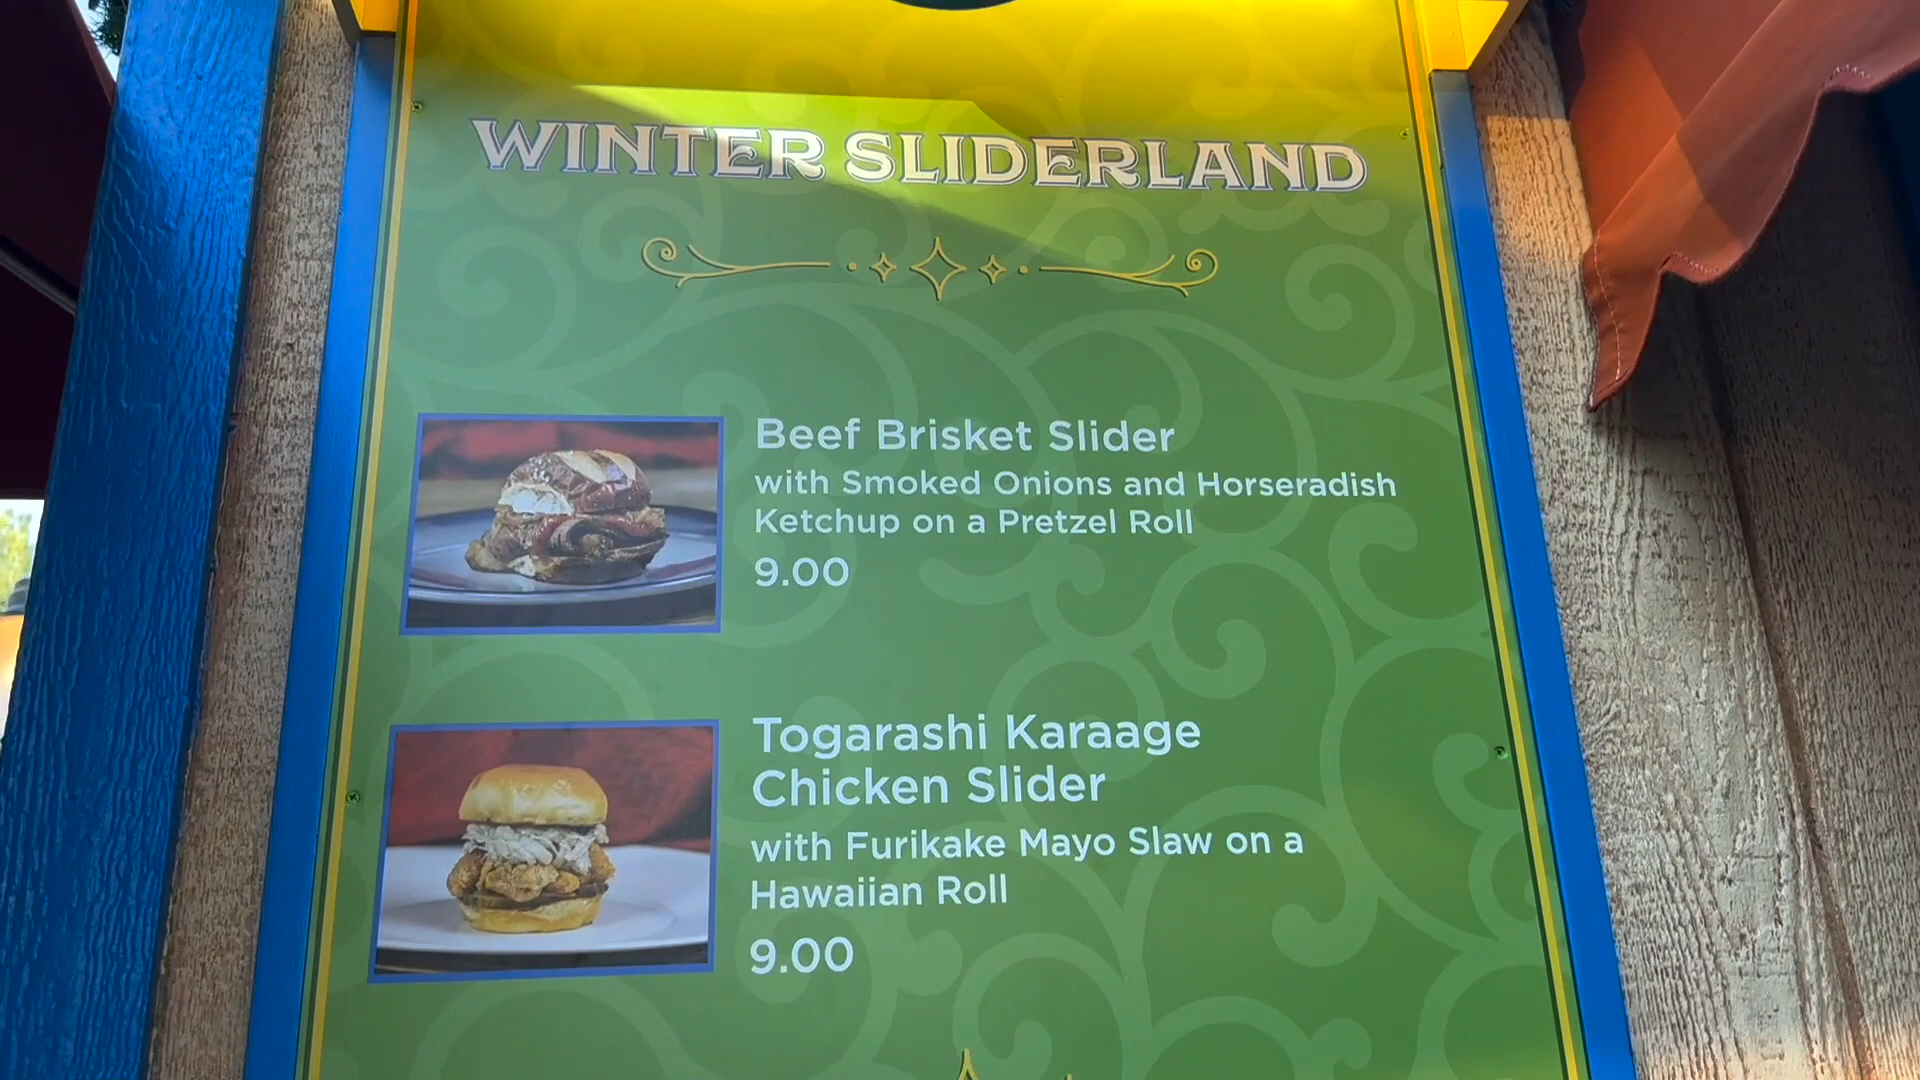 WINTER SLIDERLAND
Beef Brisket Slider
with Smoked Onions and Horseradish
Ketchup on a Pretzel Roll
9.00
Togarashi Karaage
Chicken Slider
with Furikake Mayo Slaw on a
Hawaiian Roll
9.00